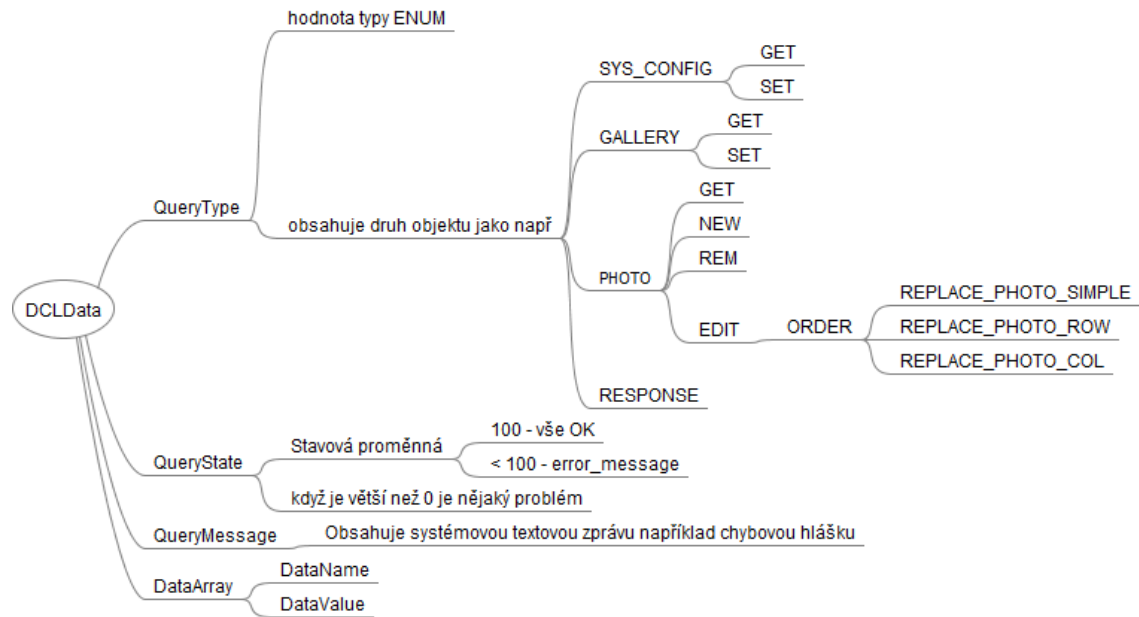 DCLData
QueryType
hodnota typy ENUM
obsahuje druh objektu jako např
SYS_CONFIG
GET
SET
GALLERY
GET
SET
PHOTO
GET
NEW
REM
EDIT
ORDER
REPLACE_PHOTO_SIMPLE
REPLACE_PHOTO_ROW
REPLACE_PHOTO_COL
RESPONSE
QueryState
Stavová proměnná
100 - vše OK
< 100 - error_message
když je větší než 0 je nějaký problém
QueryMessage
Obsahuje systémovou textovou zprávu například chybovou hlášku
DataArray
DataName
DataValue